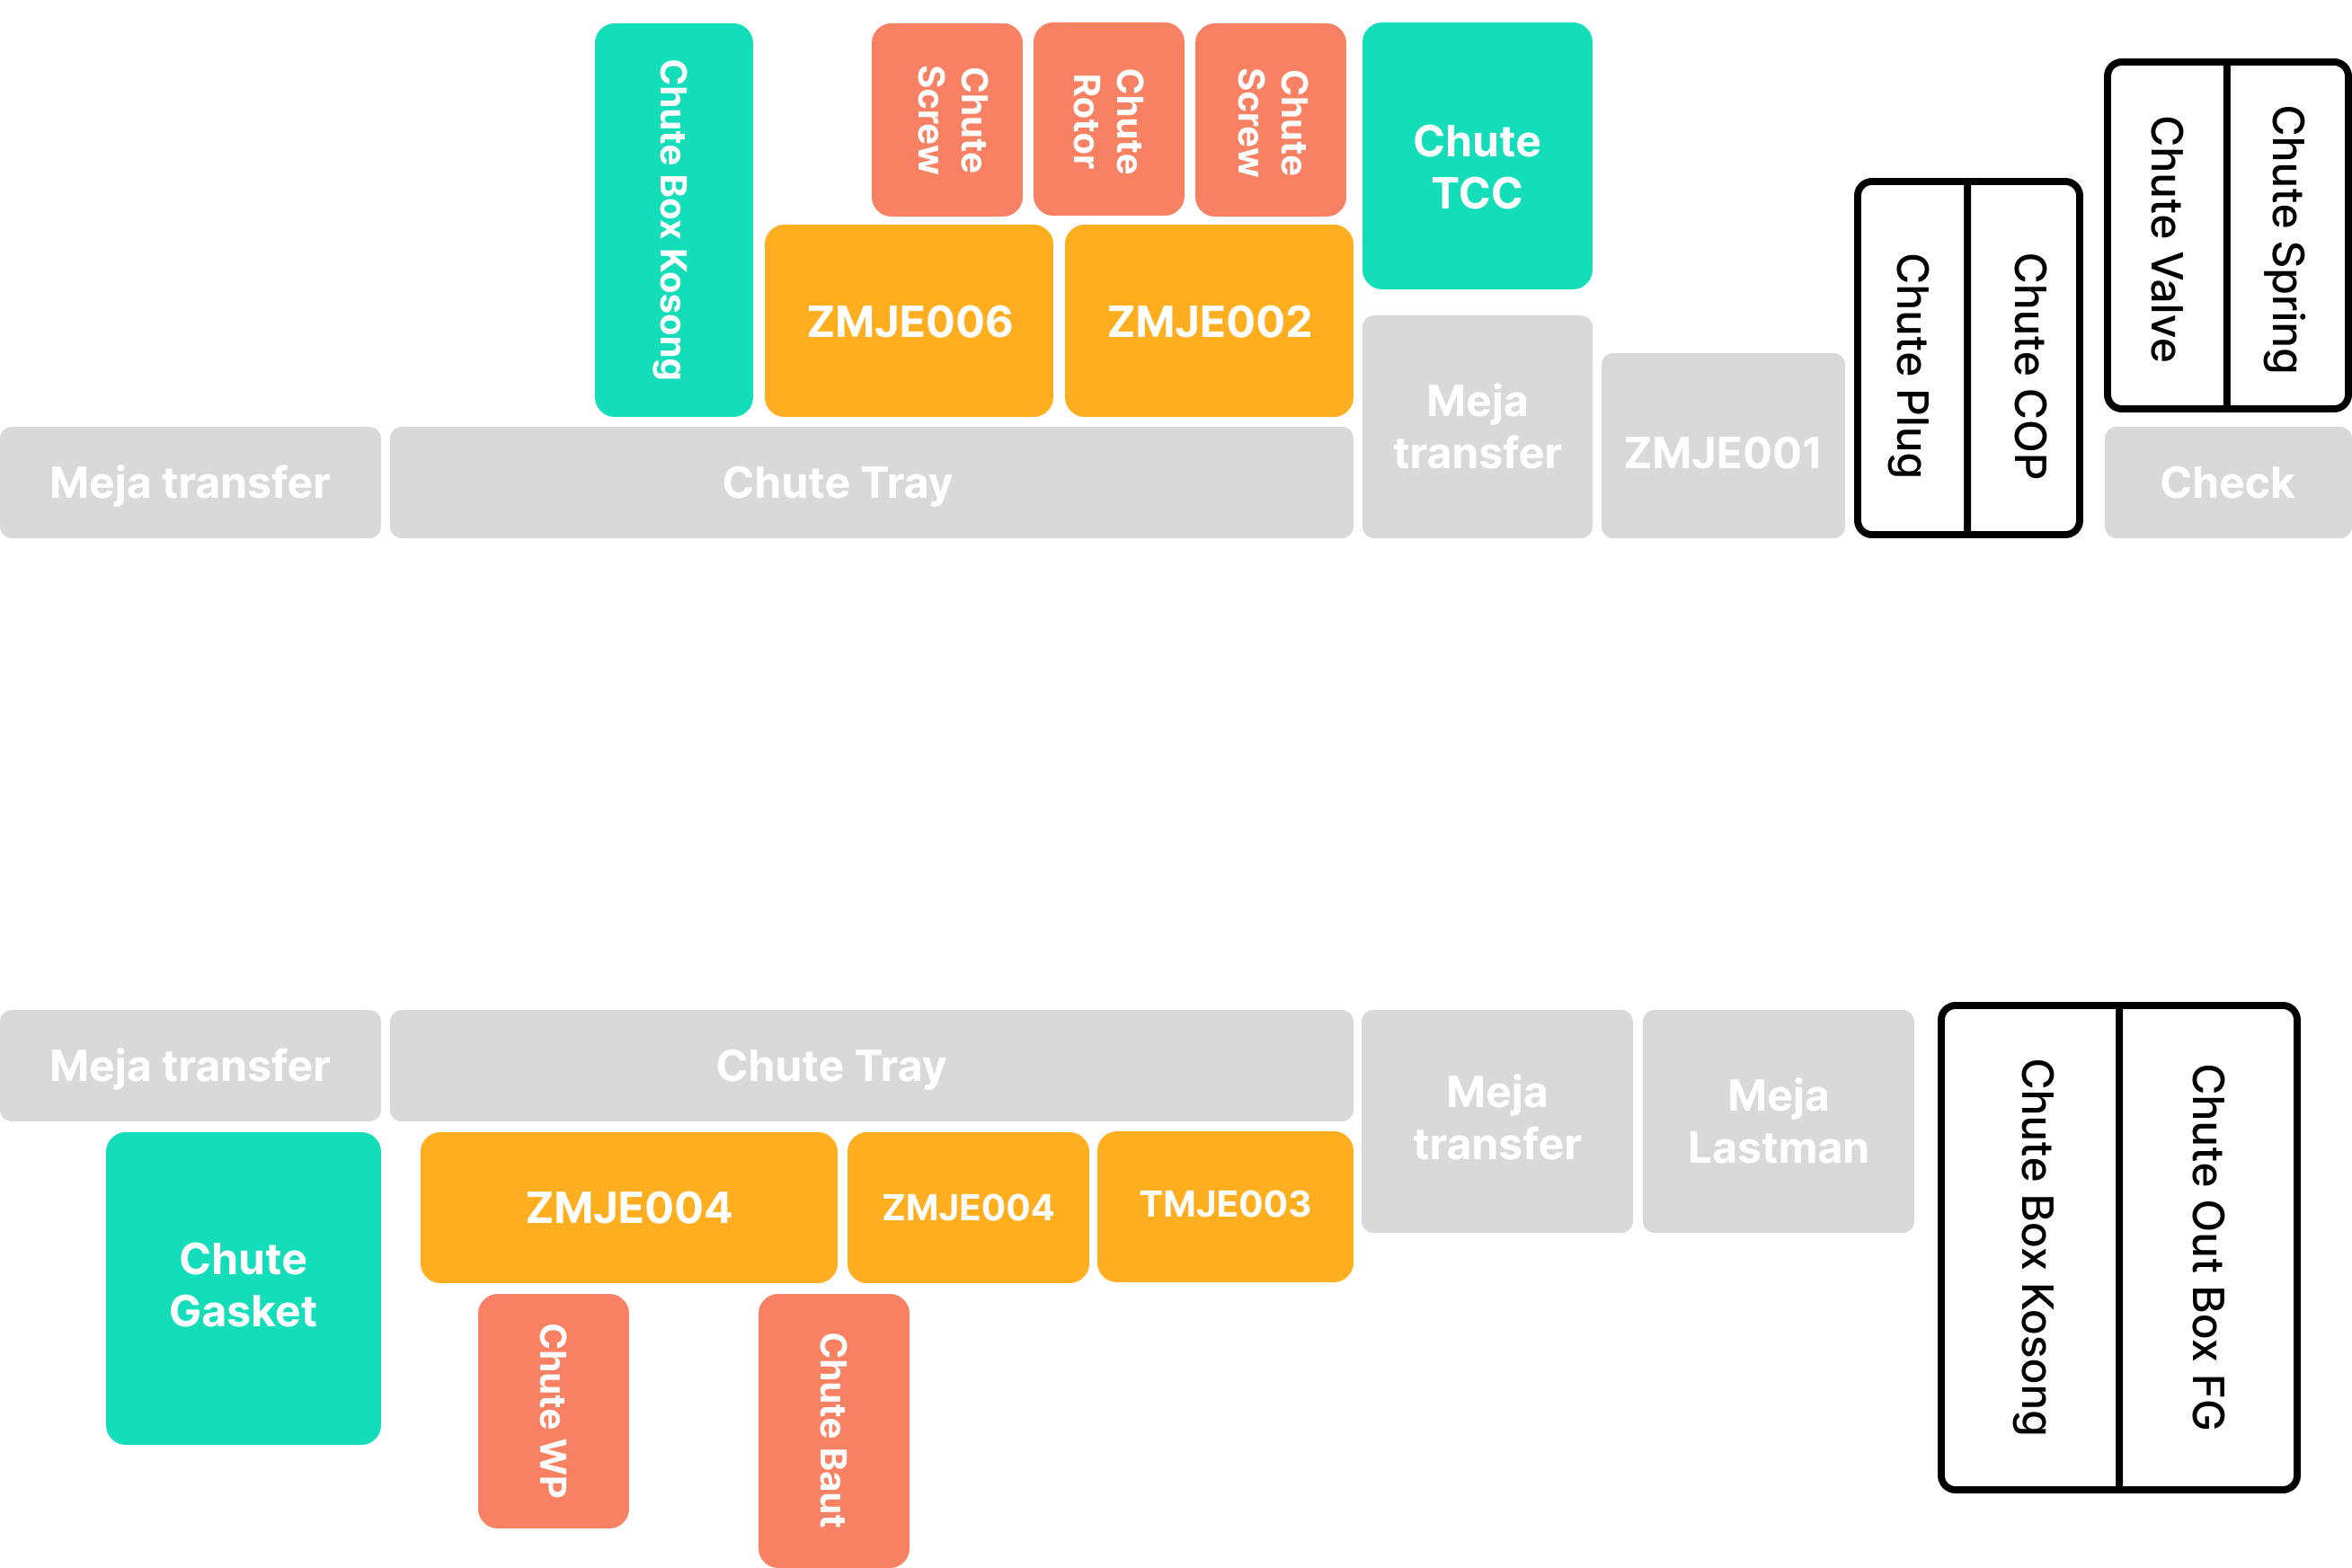 Chute Box Kosong
Chute
Screw
Chute
Rotor
Chute
Screw
Chute
TCC
Chute Valve
Chute Spring
Chute Plug
Chute COP
ZMJE006
ZMJE002
Meja
transfer
ZMJE001
Meja transfer
Chute Tray
Check
Meja transfer
Chute Tray
Meja
transfer
Meja
Lastman
Chute Box Kosong
Chute Out Box FG
Chute
Gasket
ZMJE004
ZMJE004
TMJE003
Chute WP
Chute Baut